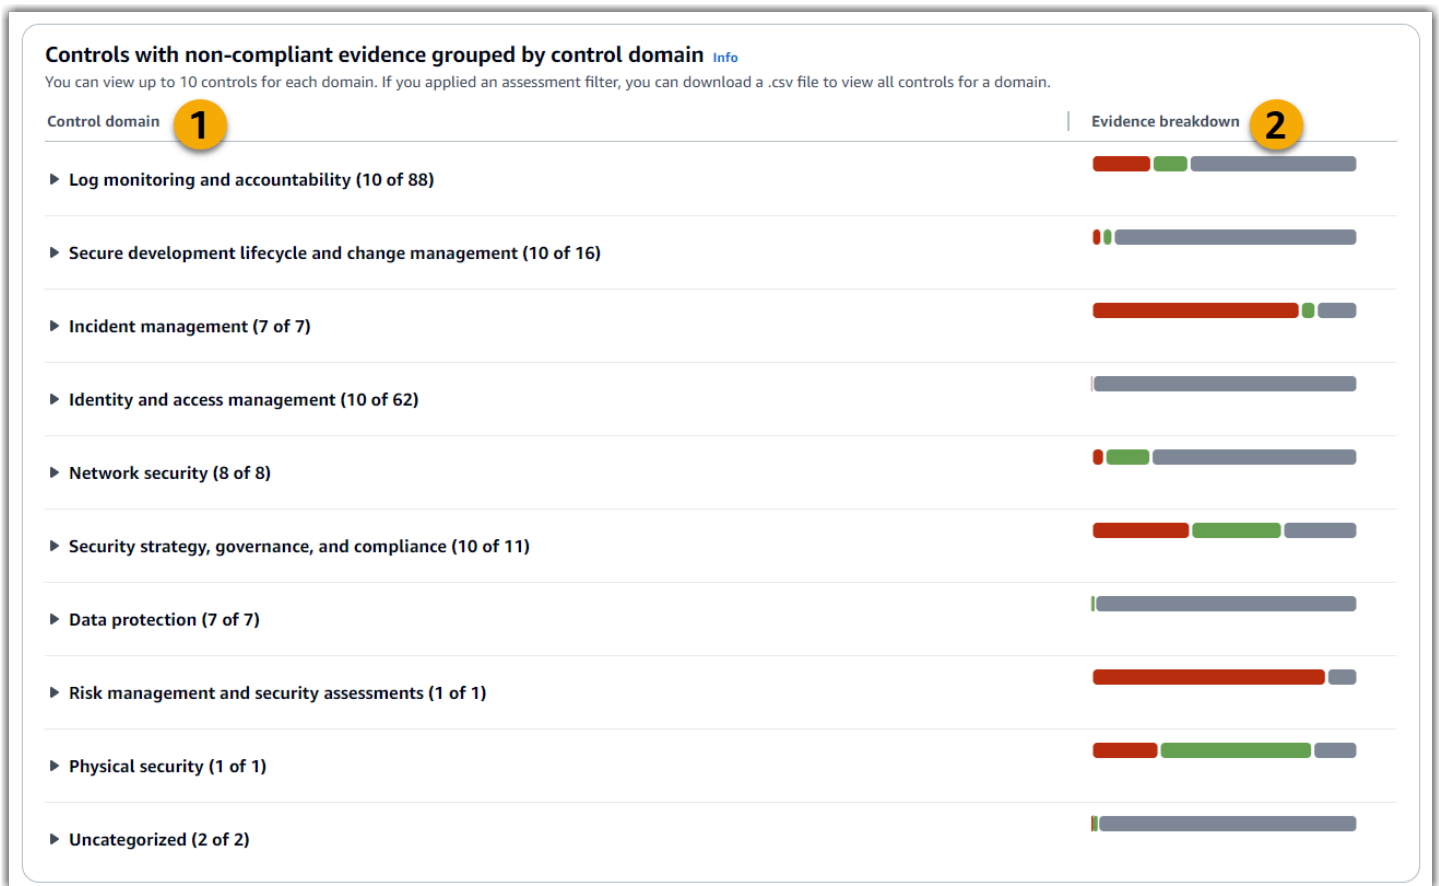 Controls with non-compliant evidence grouped by control domain Info
You can view up to 10 controls for each domain. If you applied an assessment filter, you can download a .csv file to view all controls for a domain.
Control domain 1 Evidence breakdown 2
Log monitoring and accountability (10 of 88)
Secure development lifecycle and change management (10 of 16)
Incident management (7 of 7)
Identity and access management (10 of 62)
Network security (8 of 8)
Security strategy, governance, and compliance (10 of 11)
Data protection (7 of 7)
Risk management and security assessments (1 of 1)
Physical security (1 of 1)
Uncategorized (2 of 2)